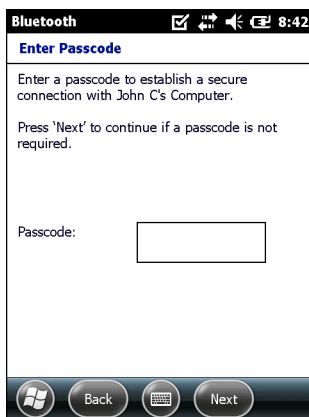 Bluetooth 8:42
Enter Passcode
Enter a passcode to establish a secure
connection with John C's Computer.
Press `Next' to continue if a passcode is not
required.
Passcode:
Back Next